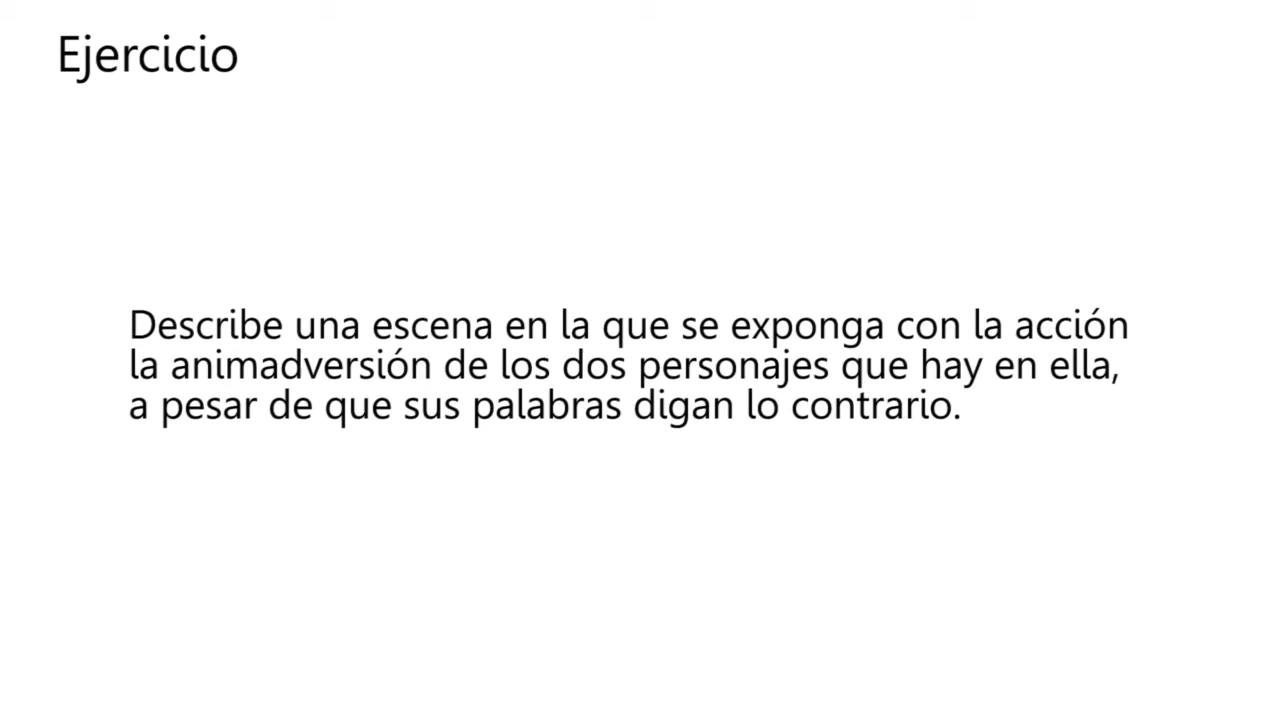 Ejercicio
Describe una escena en la que se exponga con la acción
la animadversión de los dos personajes que hay en ella,
a pesar de que sus palabras digan lo contrario.